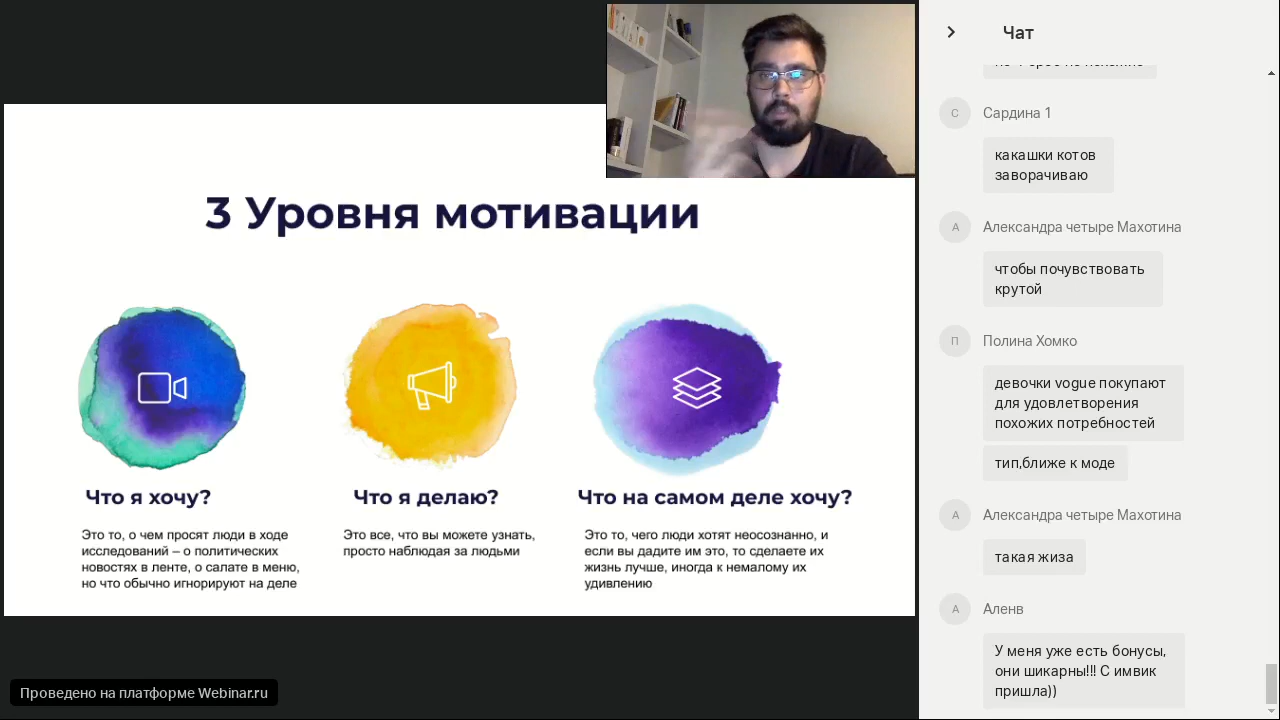 3 Уровня мотивации
Что я хочу?
Это то, о чем просят люди в ходе
исследований – о политических
новостях в ленте, о салате в меню,
но что обычно игнорируют на деле
Что я делаю?
Это все, что вы можете узнать,
просто наблюдая за людьми
Что на самом деле хочу?
Это то, чего люди хотят неосознанно, и
если вы дадите им это, то сделаете их
жизнь лучше, иногда к немалому их
удивлению
Проведено на платформе Webinar.ru
Чат
С
Сардина 1
какашки котов
заворачиваю
А
Александра четыре Махотина
чтобы почувствовать
крутой
П
Полина Хомко
девочки vogue покупают
для удовлетворения
похожих потребностей
тип,ближе к моде
А
Александра четыре Махотина
такая жиза
А
Аленв
У меня уже есть бонусы,
они шикарны!!! С имвик
пришла))